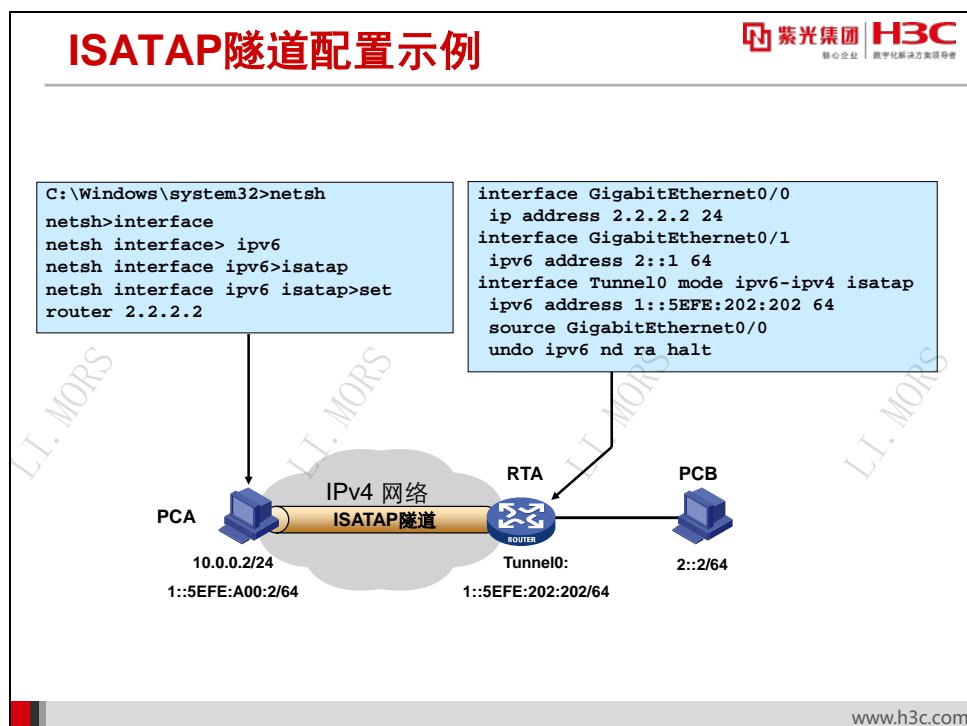 ISATAP隧道配置示例
紫光集团 H3C
核心企业 数字化解决方案领导者
C:\Windows\system32>netsh
netsh>interface
netsh interface> ipv6
netsh interface ipv6>isatap
netsh interface ipv6 isatap>set
router 2.2.2.2
interface GigabitEthernet0/0
ip address 2.2.2.2 24
interface GigabitEthernet0/1
ipv6 address 2::1 64
interface Tunnel0 mode ipv6-ipv4 isatap
ipv6 address 1::5EFE:202:202 64
source GigabitEthernet0/0
undo ipv6 nd ra halt
LI. MORS
LI. MORS
LI. MORS
LI. MORS
IPv4 网络
RTA
PCB
PCA
ISATAP隧道
ROUTER
10.0.0.2/24
Tunnel0:
2::2/64
1::5EFE:A00:2/64
1::5EFE:202:202/64
www.h3c.com